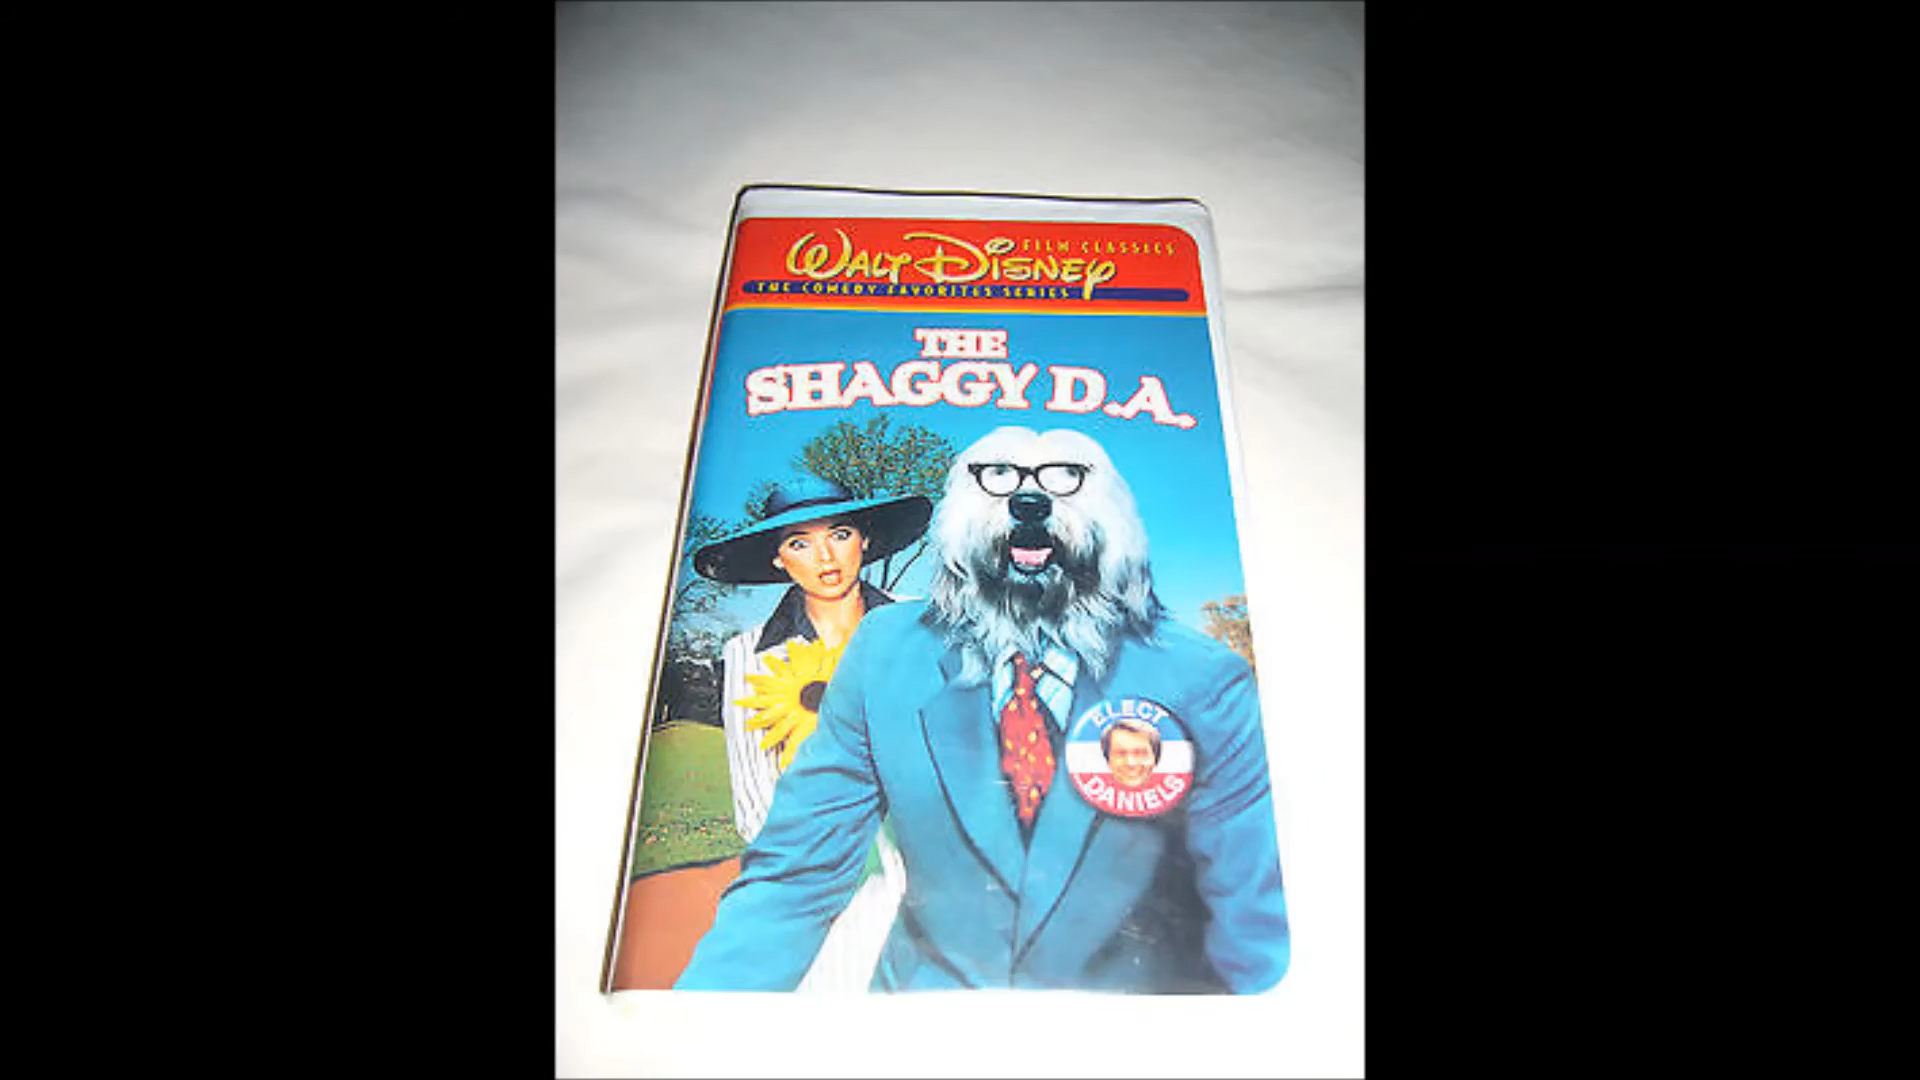 WALT DISNEY FILM CLASSICS
THE COMEDY FAVORITES SERIES
THE
SHAGGY D.A.
ELECT
DANIELS